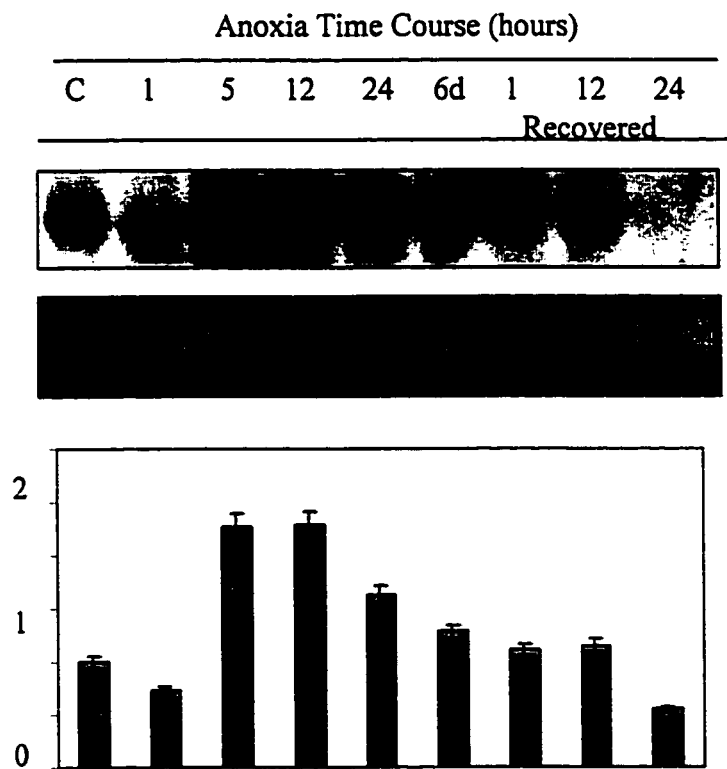 Anoxia Time Course (hours)
C 1 5 12 24 6d 1 12 24
Recovered
2
1
0